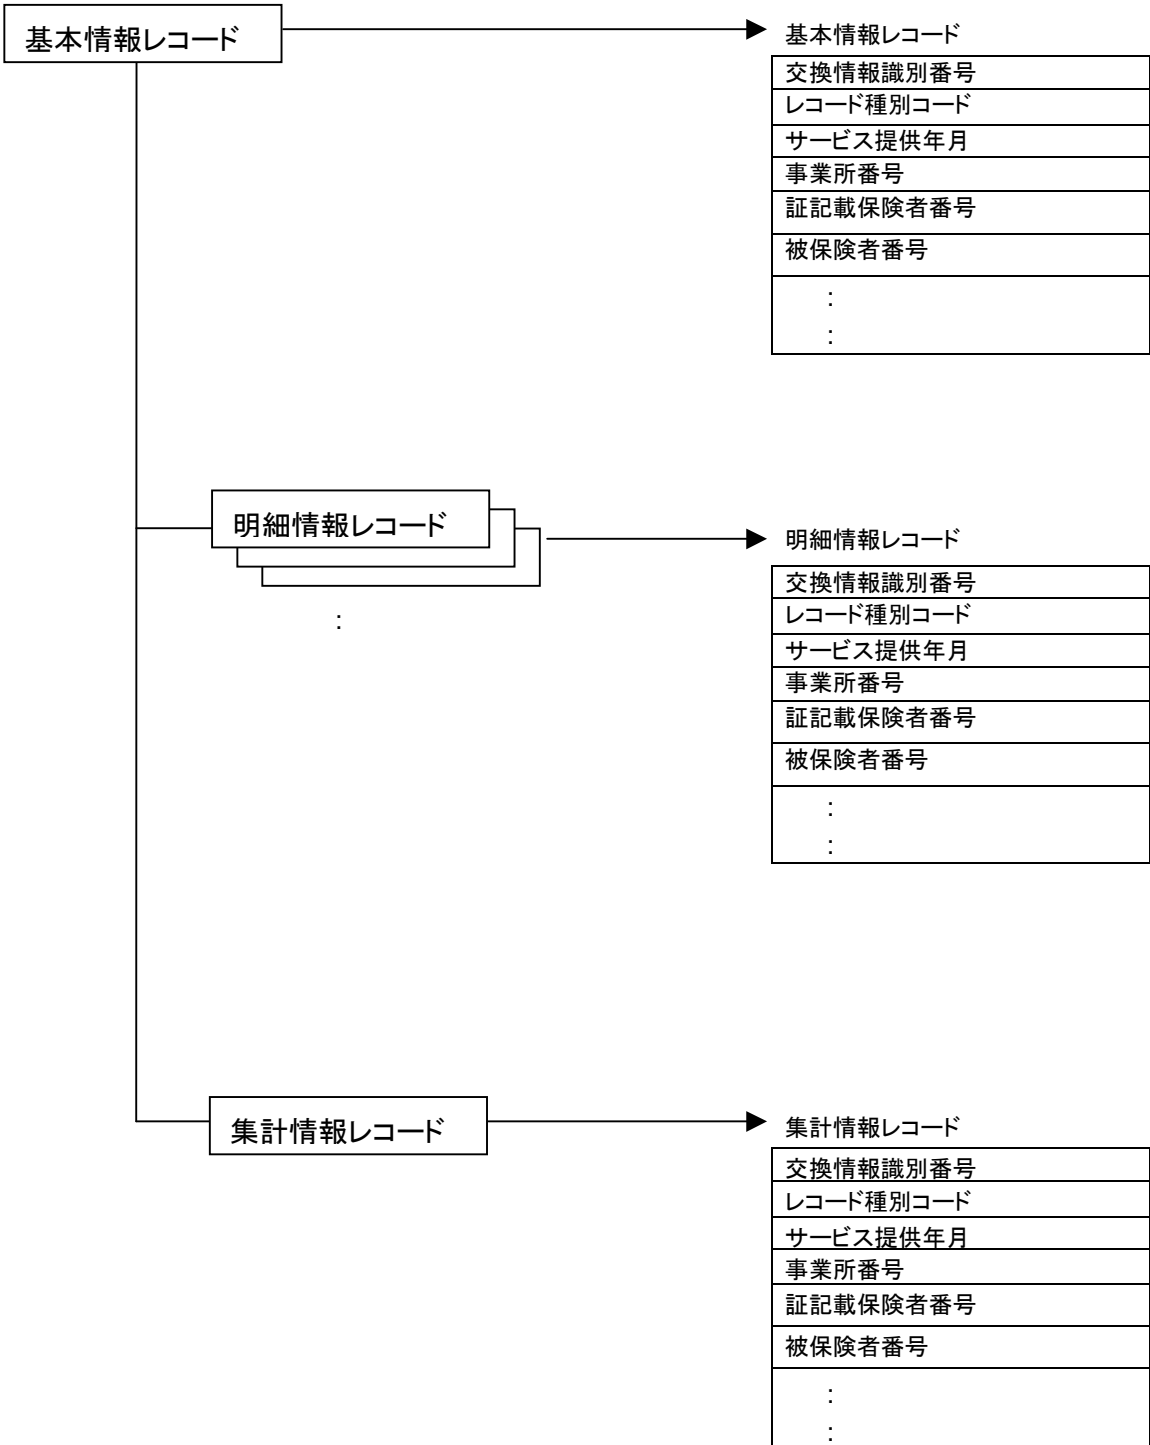 基本情報レコード
基本情報レコード
交換情報識別番号
レコード種別コード
サービス提供年月
事業所番号
証記載保険者番号
被保険者番号
:
:
明細情報レコード
:
明細情報レコード
交換情報識別番号
レコード種別コード
サービス提供年月
事業所番号
証記載保険者番号
被保険者番号
:
:
集計情報レコード
集計情報レコード
交換情報識別番号
レコード種別コード
サービス提供年月
事業所番号
証記載保険者番号
被保険者番号
:
: